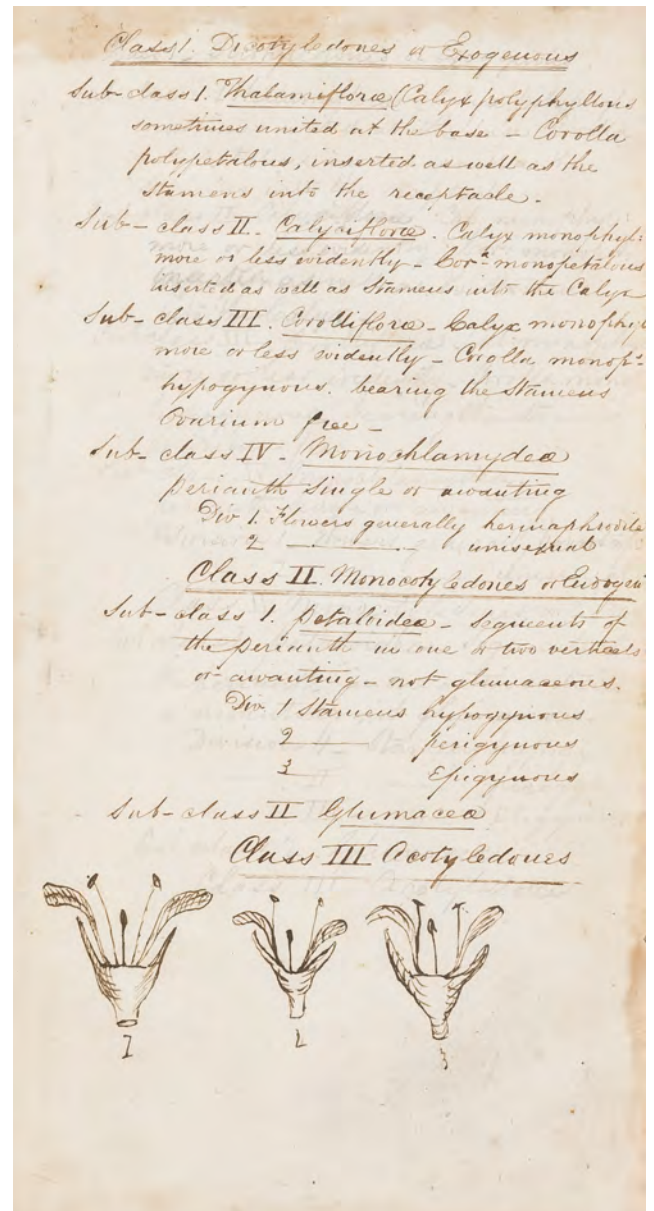 Class 1. Dicotyledones or Exogenous
Sub-class 1. Thalamifloræ (Calyx polyphyllous
sometimes united at the base - Corolla
polypetalous, inserted as well as the
Stamens into the receptacle.
Sub-class II. Calycifloræ. Calyx monophyl:
more or less evidently - Cora. monopetalous
inserted as well as Stamens into the Calyx
Sub-class III. Corollifloræ - Calyx monophyl
more or less evidently - Corolla monop.
hypogynous. bearing the Stamens
Ovarium free -
Sub-class IV. Monochlamydeæ
perianth single or awanting
Div 1. Flowers generally hermaphrodite
2 ———— unisexual
Class II. Monocotyledones or Endogen
Sub-class 1. petaloideæ - Segments of
the perianth in one or two verticels
or awanting - not glumaceous.
Div. 1 Stamens hypogynous
2 ———— perigynous
3 ———— Epigynous
Sub-class II Glumaceæ
Class III Acotyledones
1 2 3